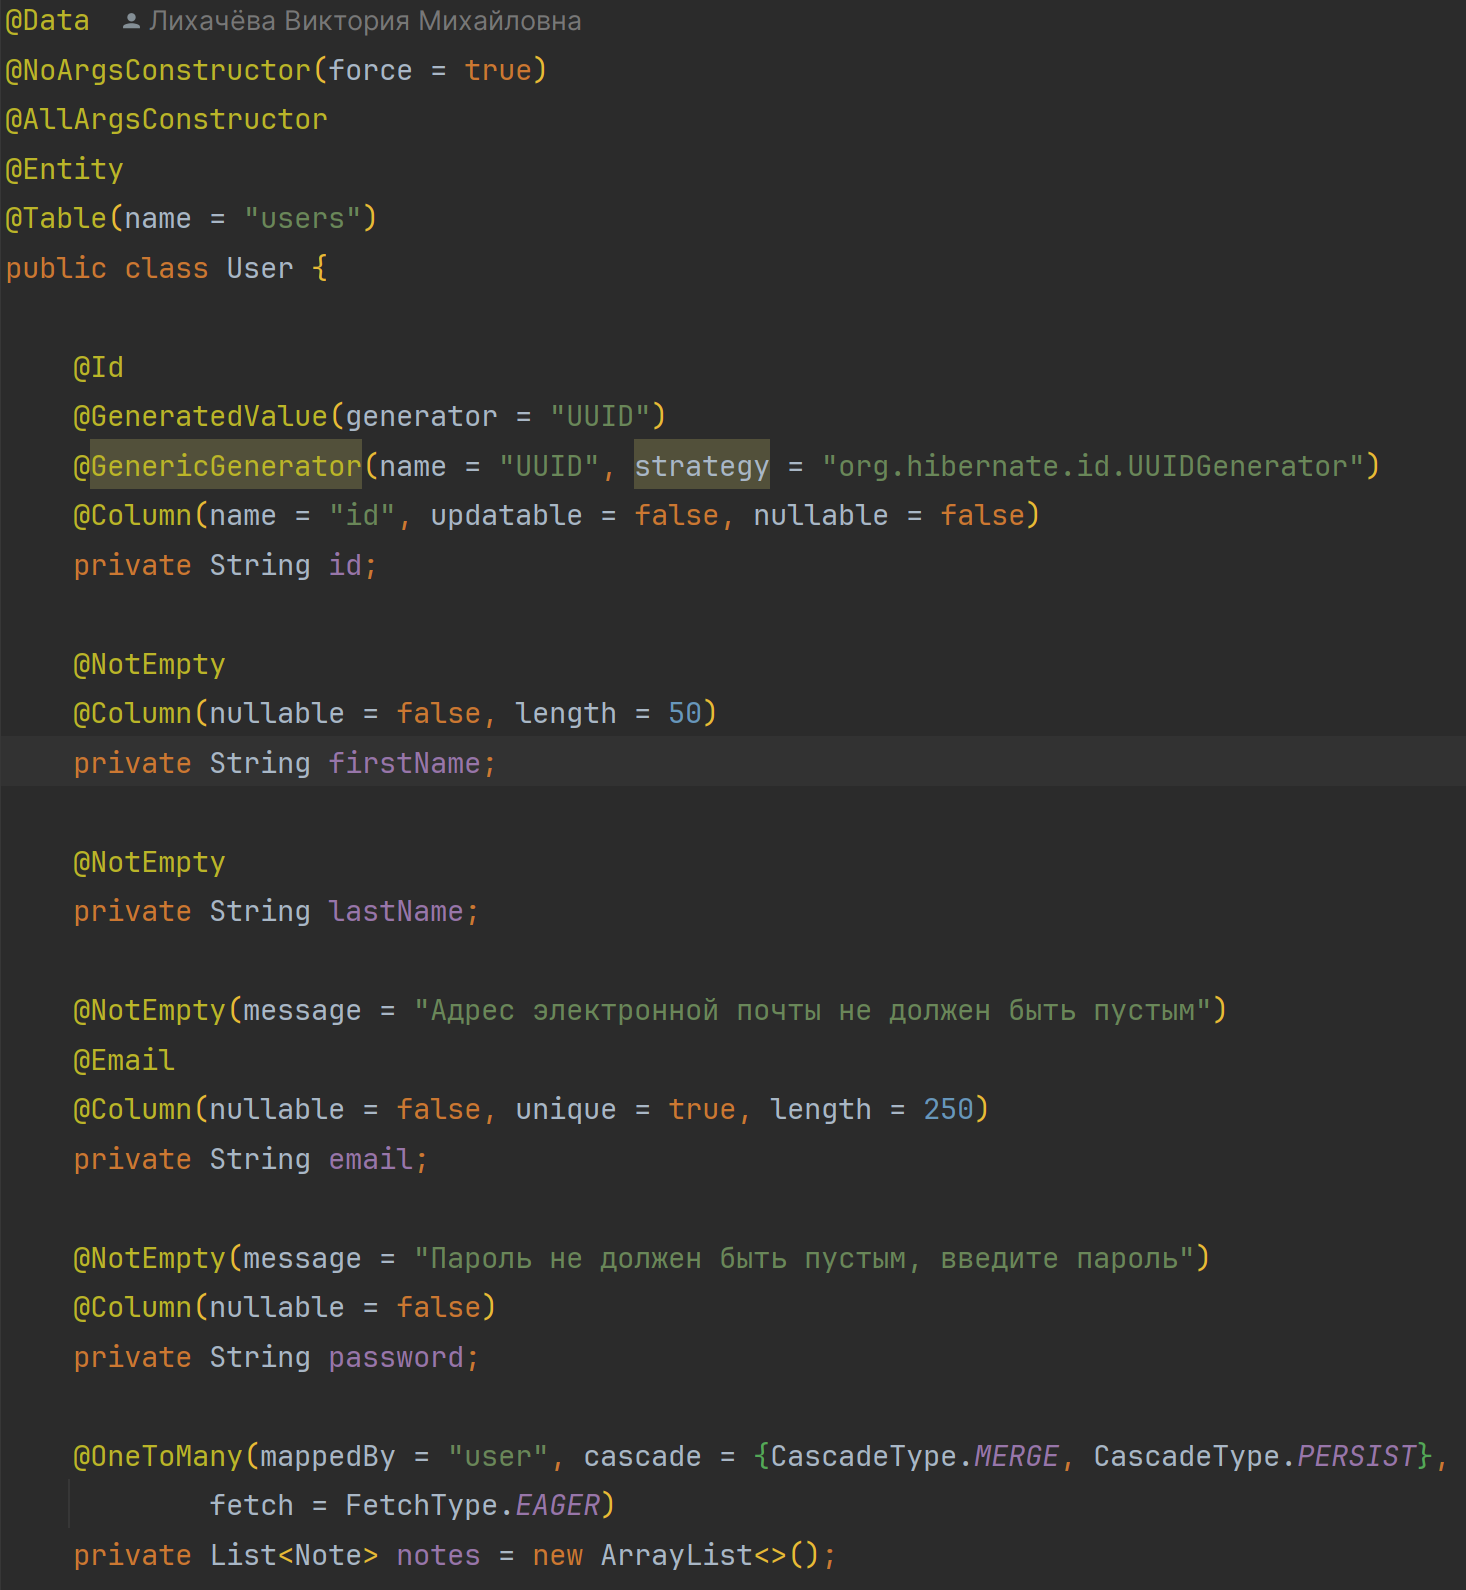 @Data Лихачёва Виктория Михайловна
@NoArgsConstructor(force = true)
@AllArgsConstructor
@Entity
@Table(name = "users")
public class User {
@Id
@GeneratedValue(generator = "UUID")
@GenericGenerator(name = "UUID", strategy = "org.hibernate.id.UUIDGenerator")
@Column(name = "id", updatable = false, nullable = false)
private String id;
@NotEmpty
@Column(nullable = false, length = 50)
private String firstName;
@NotEmpty
private String lastName;
@NotEmpty(message = "Адрес электронной почты не должен быть пустым")
@Email
@Column(nullable = false, unique = true, length = 250)
private String email;
@NotEmpty(message = "Пароль не должен быть пустым, введите пароль")
@Column(nullable = false)
private String password;
@OneToMany(mappedBy = "user", cascade = {CascadeType.MERGE, CascadeType.PERSIST},
fetch = FetchType.EAGER)
private List<Note> notes = new ArrayList<>();